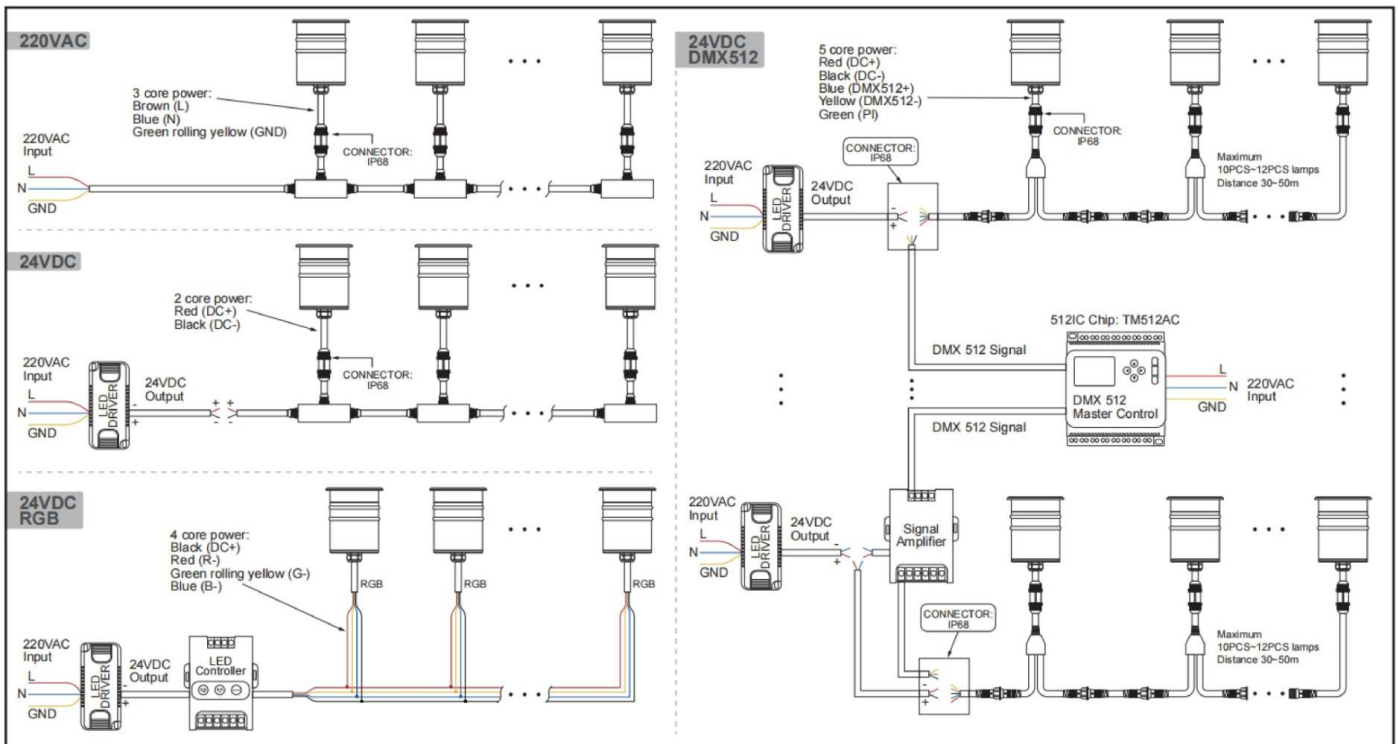 220VAC
3 core power:
Brown (L)
Blue (N)
Green rolling yellow (GND)
220VAC
Input
L
N
GND
CONNECTOR:
IP68
24VDC
2 core power:
Red (DC+)
Black (DC-)
220VAC
Input
L
N
GND
LED
DRIVER
24VDC
Output
-
+
+ +
- -
CONNECTOR:
IP68
24VDC
RGB
4 core power:
Black (DC+)
Red (R-)
Green rolling yellow (G-)
Blue (B-)
RGB
RGB
RGB
220VAC
Input
L
N
GND
LED
DRIVER
24VDC
Output
-
+
LED
Controller
24VDC
DMX512
5 core power:
Red (DC+)
Black (DC-)
Blue (DMX512+)
Yellow (DMX512-)
Green (PI)
CONNECTOR:
IP68
CONNECTOR:
IP68
220VAC
Input
L
N
GND
LED
DRIVER
24VDC
Output
-
+
Maximum
10PCS~12PCS lamps
Distance 30~50m
512IC Chip: TM512AC
DMX 512 Signal
DMX 512
Master Control
L
N
GND
220VAC
Input
DMX 512 Signal
220VAC
Input
L
N
GND
LED
DRIVER
24VDC
Output
-
+
Signal
Amplifier
CONNECTOR:
IP68
-
+
Maximum
10PCS~12PCS lamps
Distance 30~50m